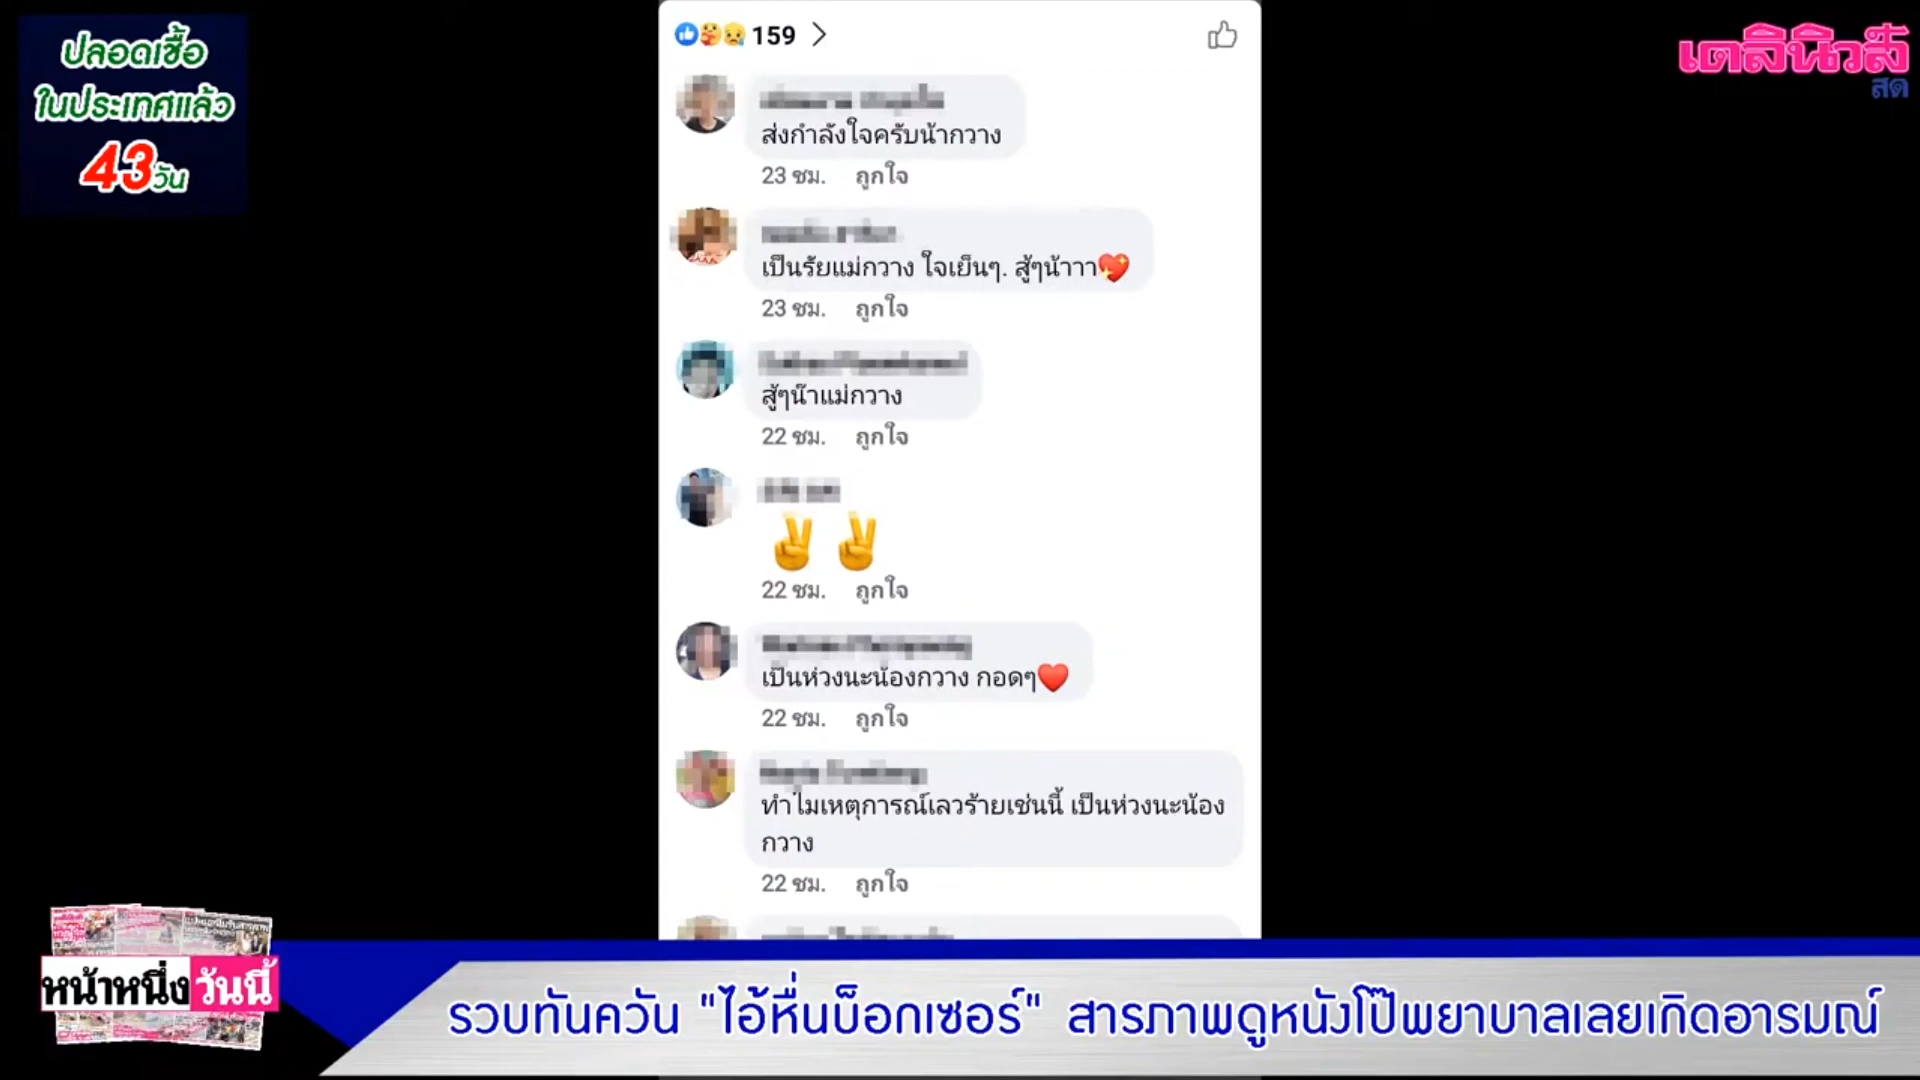 ปลอดเชื้อ
ในประเทศแล้ว
43วัน
เดลินิวส์
สด
159
ส่งกำลังใจครับน้ากวาง
23 ชม. ถูกใจ
เป็นรัยแม่กวาง ใจเย็นๆ. สู้ๆน้าาา
23 ชม. ถูกใจ
สู้ๆน๊าแม่กวาง
22 ชม. ถูกใจ
22 ชม. ถูกใจ
เป็นห่วงนะน้องกวาง กอดๆ
22 ชม. ถูกใจ
ทำไมเหตุการณ์เลวร้ายเช่นนี้ เป็นห่วงนะน้อง
กวาง
22 ชม. ถูกใจ
หน้าหนึ่งวันนี้
รวบทันควัน "ไอ้หื่นบ็อกเซอร์" สารภาพดูหนังโป๊พยาบาลเลยเกิดอารมณ์